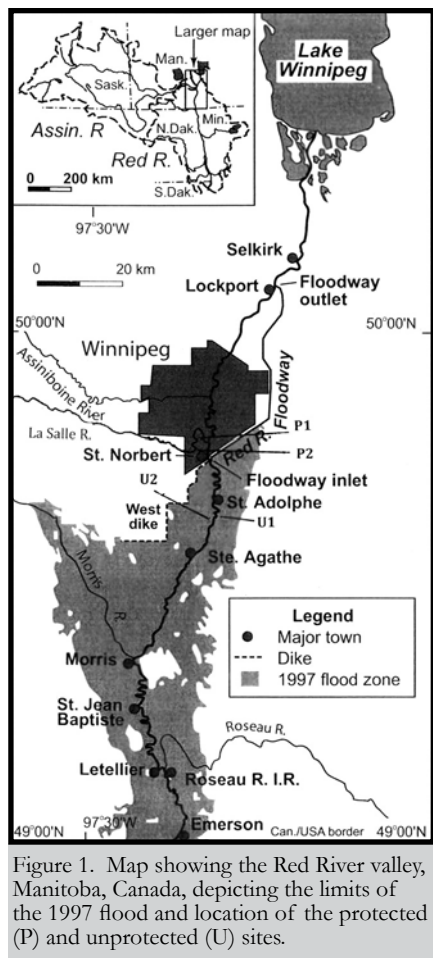 Larger map
Man.
Sask.
Assin. R
N.Dak.
Min.
Red R.
0 200 km
S.Dak.
Lake
Winnipeg
97°30'W
0 20 km
Selkirk
Lockport
Floodway
outlet
50°00'N
50°00'N
Winnipeg
Assiniboine River
Floodway
La Salle R.
P1
St. Norbert
Red R.
P2
Floodway inlet
U2
St. Adolphe
West
dike
U1
Ste. Agathe
Morris
R.
Legend
Major town
Dike
1997 flood zone
Morris
St. Jean
Baptiste
Roseau R.
Letellier
Roseau R. I.R.
97°30'W
Emerson
49°00'N
Can./USA border
49°00'N
Figure 1. Map showing the Red River valley,
Manitoba, Canada, depicting the limits of
the 1997 flood and location of the protected
(P) and unprotected (U) sites.